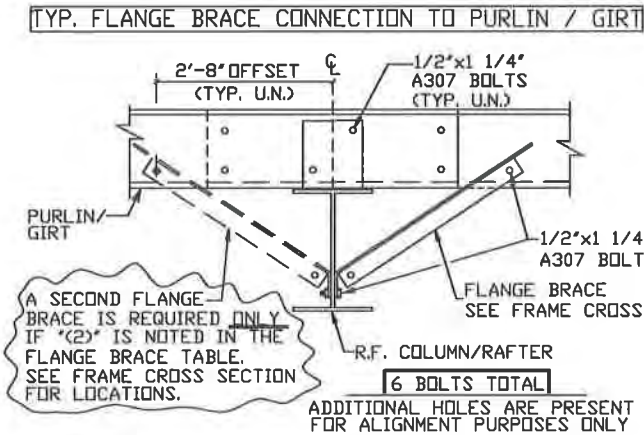 TYP. FLANGE BRACE CONNECTION TO PURLIN / GIRT
℄
2'-8" OFFSET
(TYP. U.N.)
1/2"x1 1/4"
A307 BOLTS
(TYP. U.N.)
PURLIN/
GIRT
1/2"x1 1/4
A307 BOLT
FLANGE BRACE
SEE FRAME CROSS
A SECOND FLANGE
BRACE IS REQUIRED ONLY
IF "(2)" IS NOTED IN THE
FLANGE BRACE TABLE.
SEE FRAME CROSS SECTION
FOR LOCATIONS.
R.F. COLUMN/RAFTER
6 BOLTS TOTAL
ADDITIONAL HOLES ARE PRESENT
FOR ALIGNMENT PURPOSES ONLY